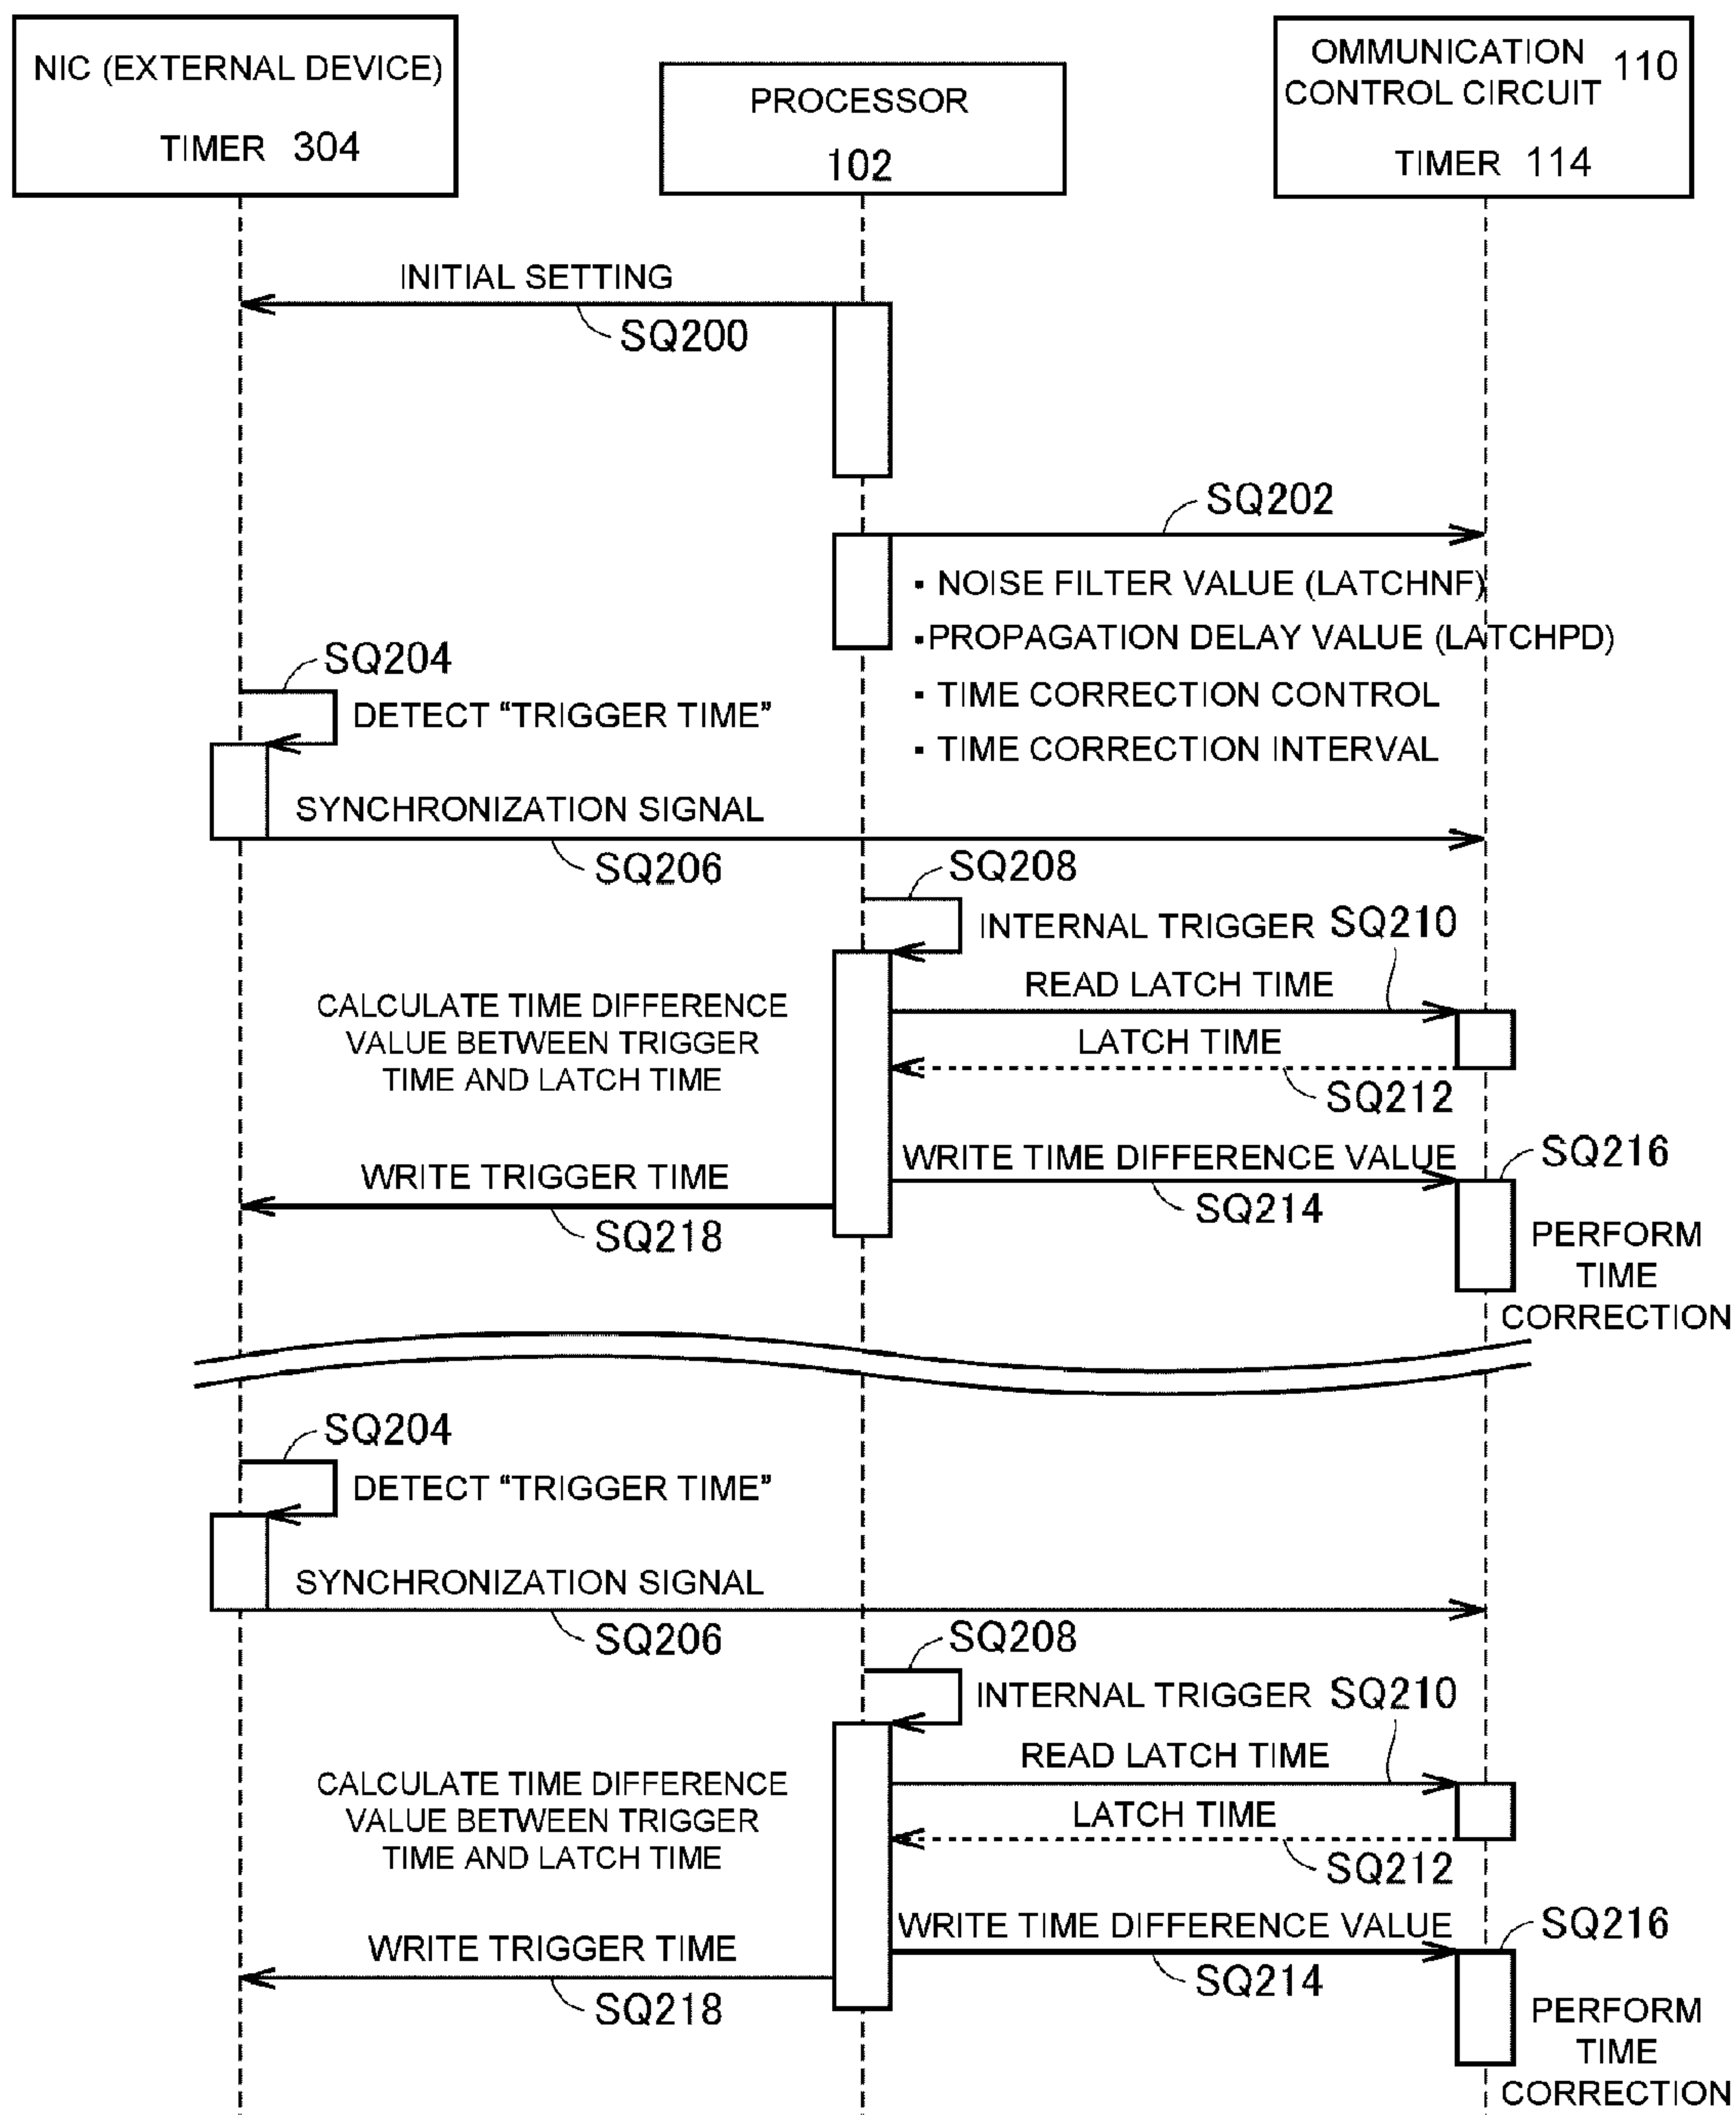 NIC (EXTERNAL DEVICE)
TIMER 304
PROCESSOR
102
OMMUNICATION
CONTROL CIRCUIT 110
TIMER 114
INITIAL SETTING
SQ200
SQ202
▪ NOISE FILTER VALUE (LATCHNF)
▪PROPAGATION DELAY VALUE (LATCHPD)
▪ TIME CORRECTION CONTROL
▪ TIME CORRECTION INTERVAL
SQ204
DETECT “TRIGGER TIME”
SYNCHRONIZATION SIGNAL
SQ206
SQ208
INTERNAL TRIGGER SQ210
READ LATCH TIME
CALCULATE TIME DIFFERENCE
VALUE BETWEEN TRIGGER
TIME AND LATCH TIME
LATCH TIME
SQ212
WRITE TIME DIFFERENCE VALUE
SQ214
SQ216
WRITE TRIGGER TIME
SQ218
PERFORM
TIME
CORRECTION
SQ204
DETECT “TRIGGER TIME”
SYNCHRONIZATION SIGNAL
SQ206
SQ208
INTERNAL TRIGGER SQ210
READ LATCH TIME
CALCULATE TIME DIFFERENCE
VALUE BETWEEN TRIGGER
TIME AND LATCH TIME
LATCH TIME
SQ212
WRITE TIME DIFFERENCE VALUE
SQ214
SQ216
WRITE TRIGGER TIME
SQ218
PERFORM
TIME
CORRECTION